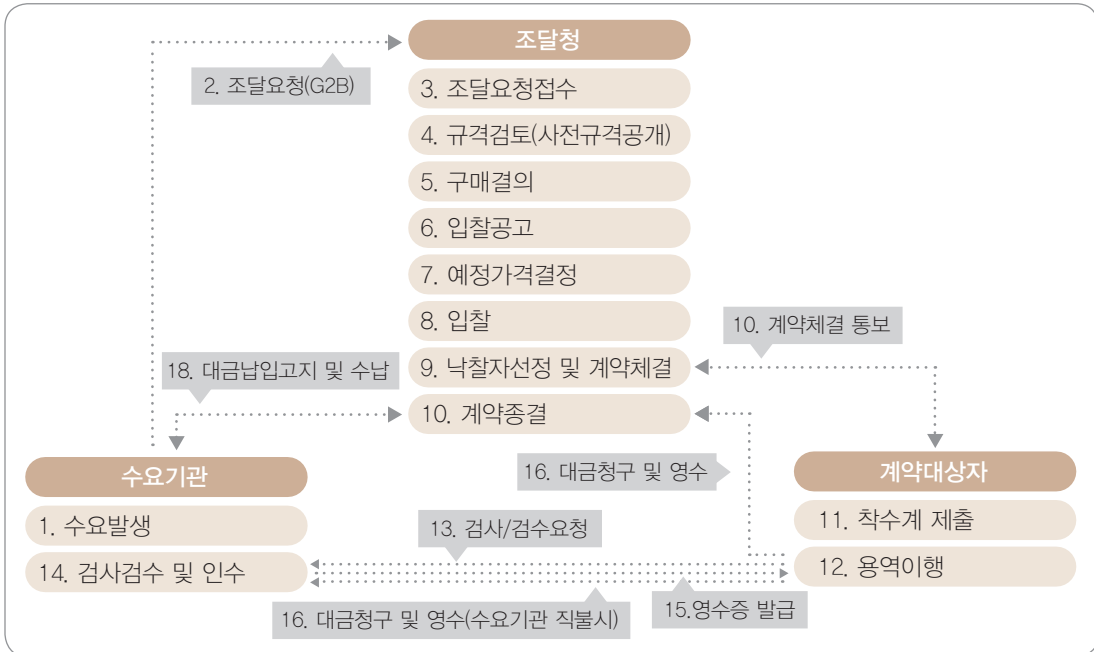 조달청
2. 조달요청(G2B)
3. 조달요청접수
4. 규격검토(사전규격공개)
5. 구매결의
6. 입찰공고
7. 예정가격결정
8. 입찰
10. 계약체결 통보
18. 대금납입고지 및 수납
9. 낙찰자선정 및 계약체결
10. 계약종결
수요기관
16. 대금청구 및 영수
계약대상자
1. 수요발생
13. 검사/검수요청
11. 착수계 제출
14. 검사검수 및 인수
12. 용역이행
16. 대금청구 및 영수(수요기관 직불시)
15.영수증 발급